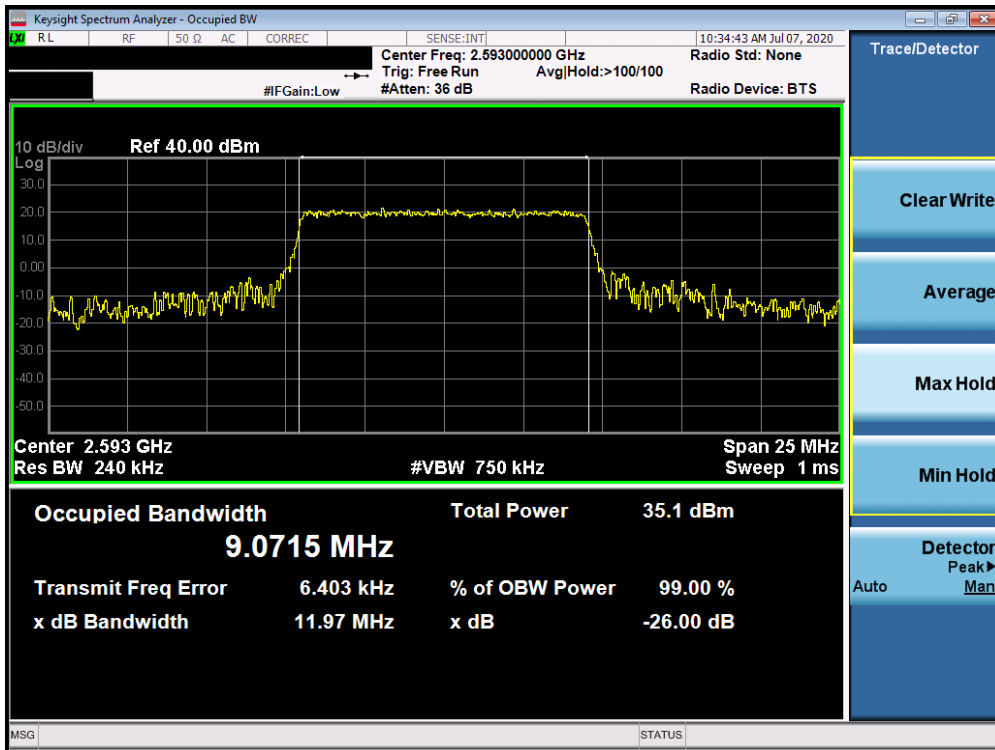 Keysight Spectrum Analyzer - Occupied BW
LXI RL RF 50 Ω AC CORREC SENSE:INT 10:34:43 AM Jul 07, 2020
Center Freq: 2.593000000 GHz Radio Std: None
Trig: Free Run Avg|Hold:>100/100
#IFGain:Low #Atten: 36 dB Radio Device: BTS
10 dB/div Ref 40.00 dBm
Log
30.0
20.0
10.0
0.00
-10.0
-20.0
-30.0
-40.0
-50.0
Center 2.593 GHz Span 25 MHz
Res BW 240 kHz #VBW 750 kHz Sweep 1 ms
Occupied Bandwidth Total Power 35.1 dBm
9.0715 MHz
Transmit Freq Error 6.403 kHz % of OBW Power 99.00 %
x dB Bandwidth 11.97 MHz x dB -26.00 dB
Trace/Detector
Clear Write
Average
Max Hold
Min Hold
Detector
Peak▶
Auto Man
MSG STATUS